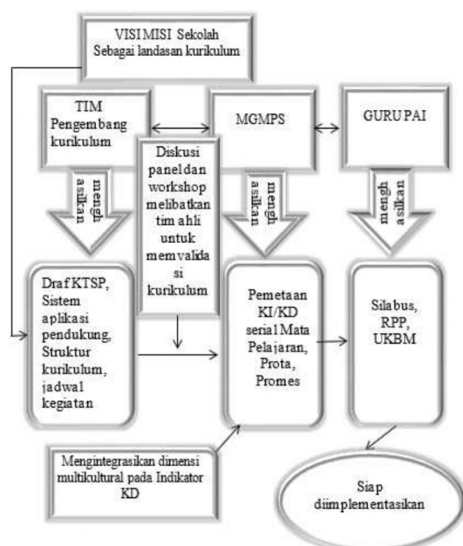 VISI MISI Sekolah
Sebagai landasan kurikulum
TIM
Pengembang
kurikulum
MGMPS
GURU PAI
Diskusi
panel dan
workshop
melibatkan
tim ahli
untuk
memvalida
si kurikulum
mengh
asilkan
mengh
asilkan
mengh
asilkan
Draf KTSP,
Sistem
aplikasi
pendukung,
Struktur
kurikulum,
jadwal
kegiatan
Pemetaan
KI/KD
serial Mata
Pelajaran,
Prota,
Promes
Silabus,
RPP,
UKBM
Mengintegrasikan dimensi
multikultural pada Indikator
KD
Siap
diimplementasikan